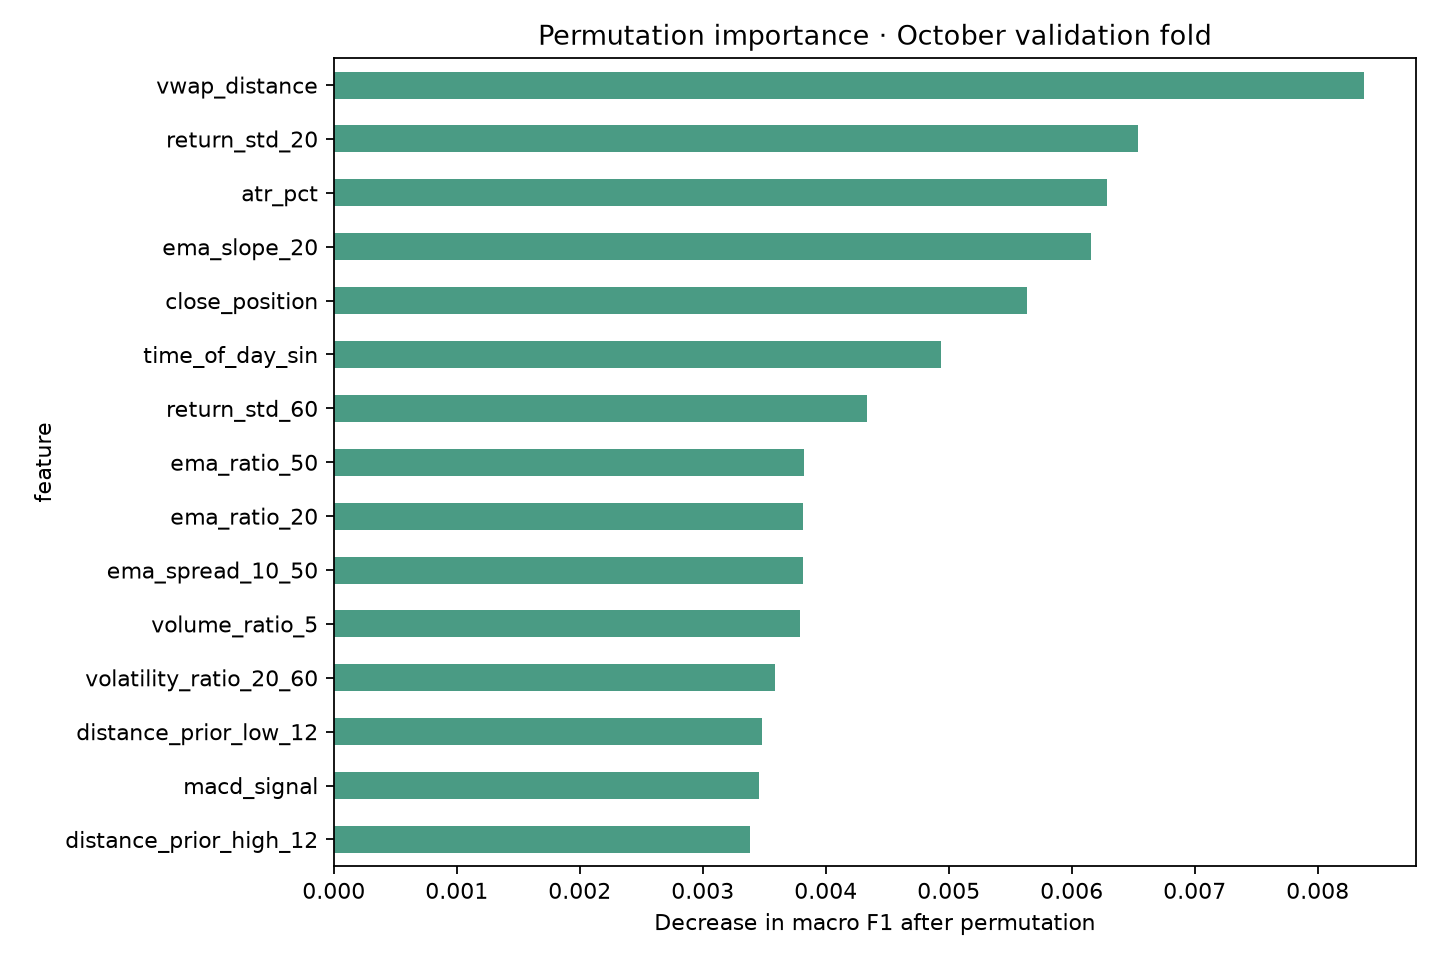 Permutation importance · October validation fold
vwap_distance
return_std_20
atr_pct
ema_slope_20
close_position
time_of_day_sin
return_std_60
ema_ratio_50
ema_ratio_20
ema_spread_10_50
volume_ratio_5
volatility_ratio_20_60
distance_prior_low_12
macd_signal
distance_prior_high_12
feature
0.000 0.001 0.002 0.003 0.004 0.005 0.006 0.007 0.008
Decrease in macro F1 after permutation